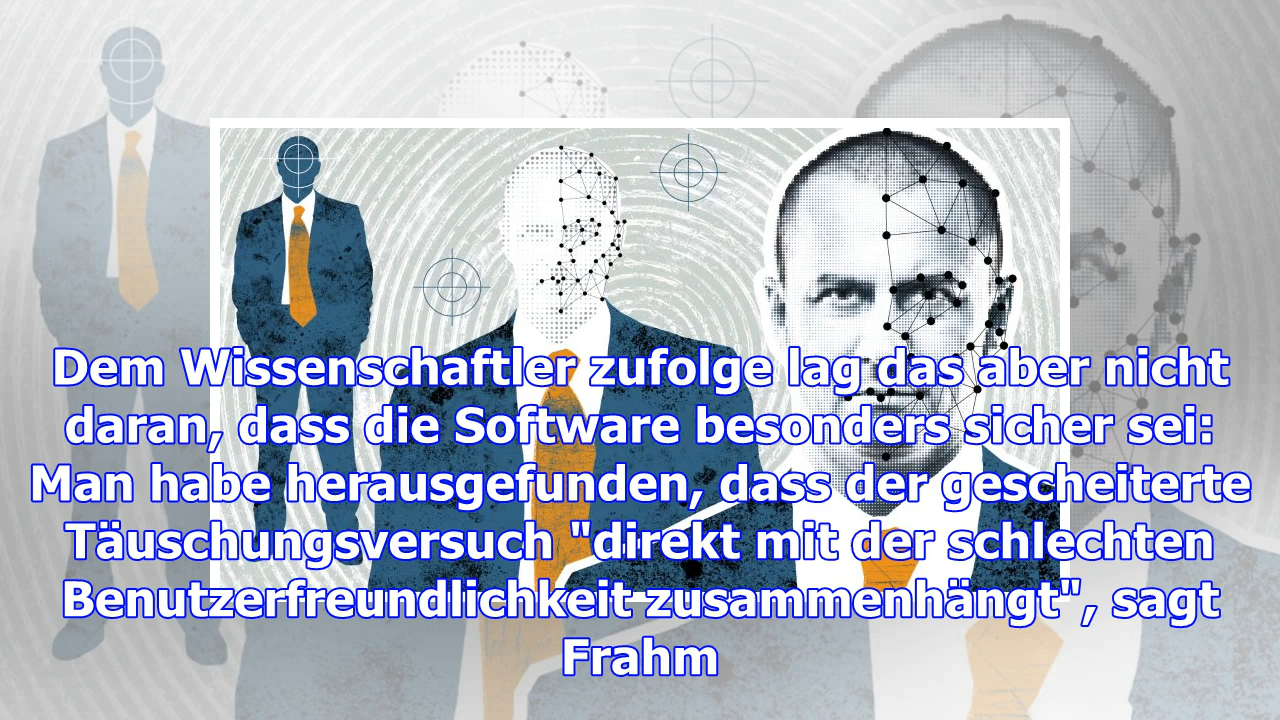 Dem Wissenschaftler zufolge lag das aber nicht
daran, dass die Software besonders sicher sei:
Man habe herausgefunden, dass der gescheiterte
Täuschungsversuch "direkt mit der schlechten
Benutzerfreundlichkeit zusammenhängt", sagt
Frahm